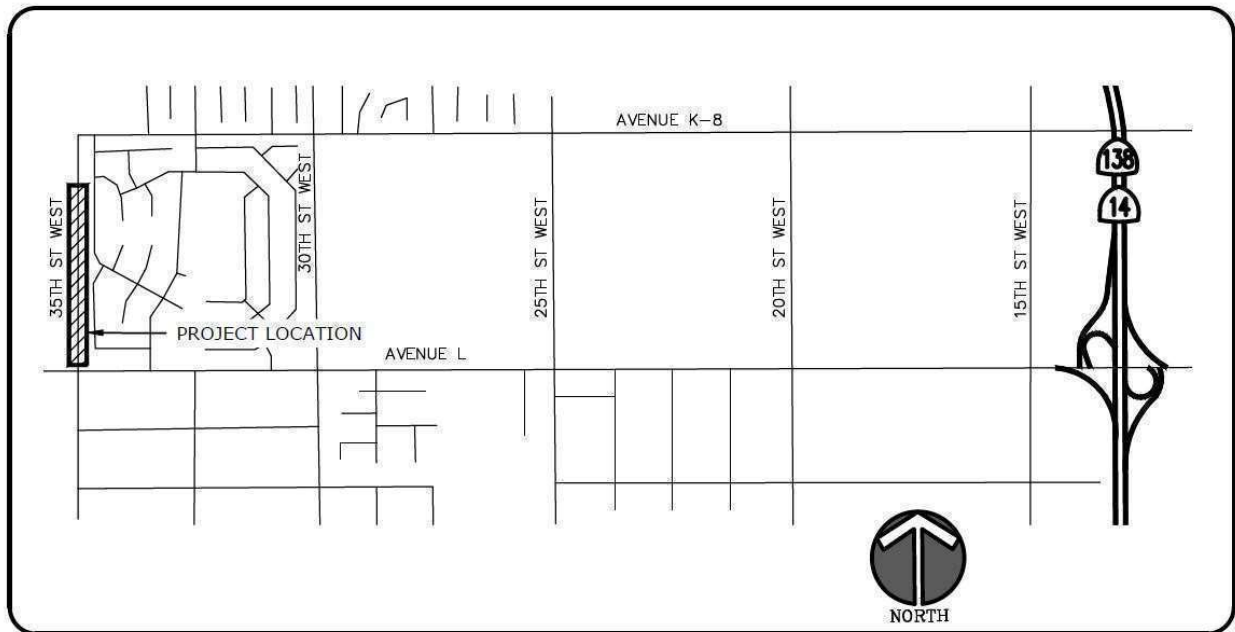 AVENUE K-8
138
14
35TH ST WEST
30TH ST WEST
25TH ST WEST
20TH ST WEST
15TH ST WEST
PROJECT LOCATION
AVENUE L
NORTH